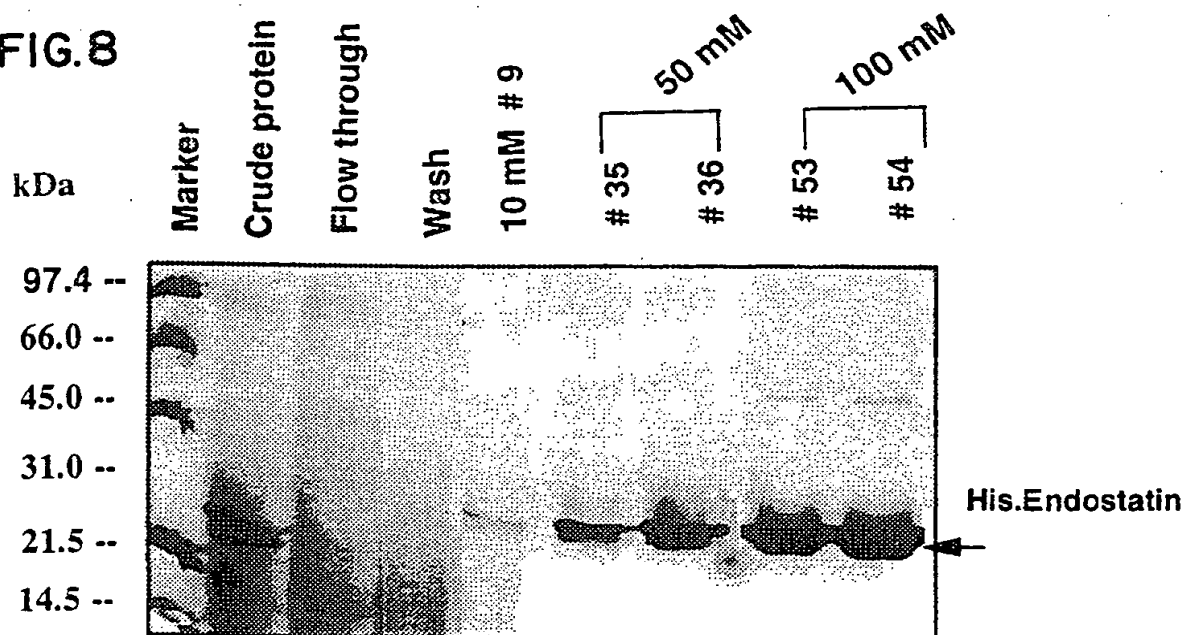 FIG.8
kDa
Marker
Crude protein
Flow through
Wash
10 mM # 9
50 mM
# 35
# 36
100 mM
# 53
# 54
97.4 --
66.0 --
45.0 --
31.0 --
21.5 --
14.5 --
His.Endostatin